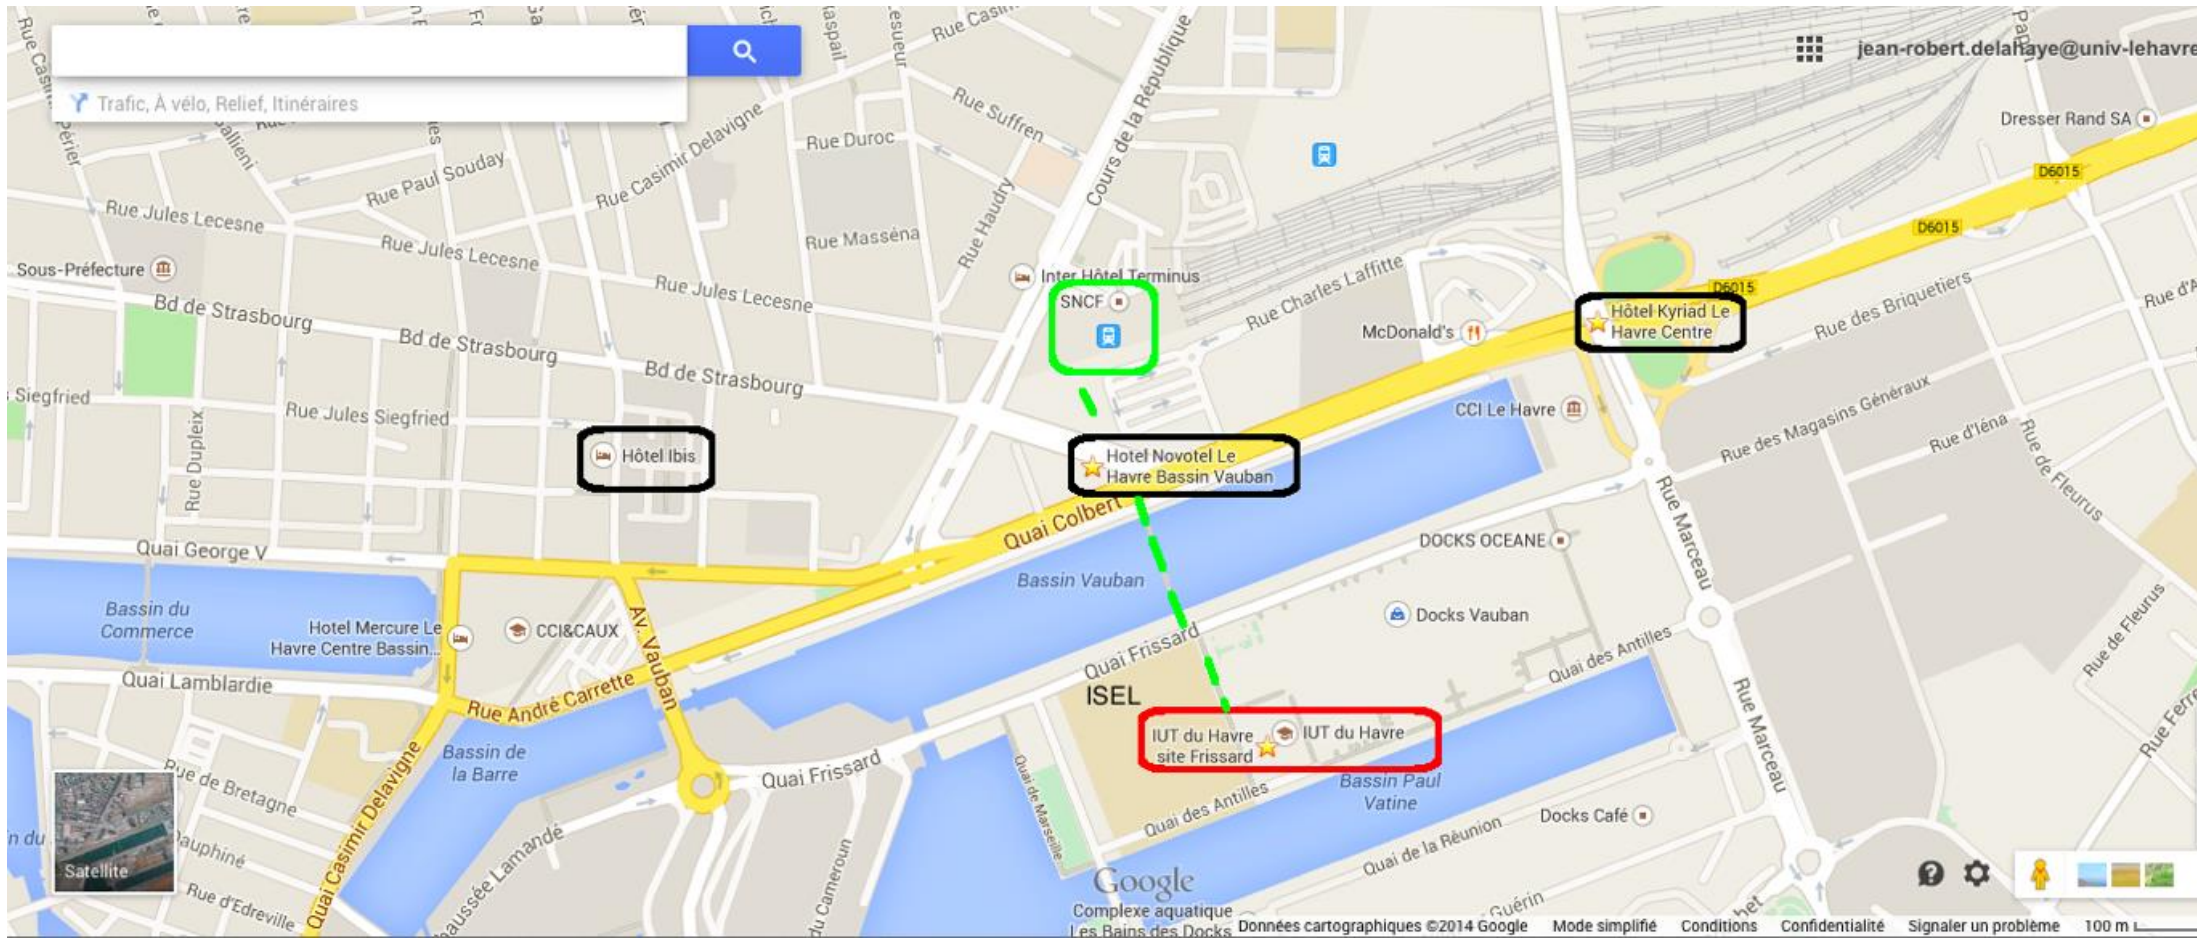 Rue Casimir
jean-robert.delahaye@univ-lehavre
Trafic, À vélo, Relief, Itinéraires
Rue Suffren
Cours de la République
Papin
Dresser Rand SA
Rue Duroc
Rue Casimir Delavigne
Rue Paul Souday
D6015
Rue Jules Lecesne
Rue Haudry
Rue Masséna
D6015
Rue Jules Lecesne
Sous-Préfecture
Inter Hôtel Terminus
Rue Charles Laffitte
Rue Jules Lecesne
SNCF
D6015
Bd de Strasbourg
Hôtel Kyriad Le
Havre Centre
Rue des Briquetiers
McDonald's
Bd de Strasbourg
Bd de Strasbourg
Siegfried
Rue Jules Siegfried
CCI Le Havre
Rue des Magasins Généraux
Rue d'Iéna
Rue Dupleix
Hôtel Ibis
Hotel Novotel Le
Havre Bassin Vauban
Rue de Fleurus
Quai Colbert
Rue Marceau
Quai George V
DOCKS OCEANE
Bassin Vauban
Bassin du
Commerce
Docks Vauban
Hotel Mercure Le
Havre Centre Bassin...
CCI&CAUX
Av. Vauban
Quai Frissard
Quai des Antilles
Rue de Fleurus
Quai Lamblardie
Rue André Carrette
ISEL
Rue Marceau
IUT du Havre
site Frissard
IUT du Havre
Bassin de
la Barre
Quai Frissard
Bassin Paul
Vatine
Rue de Bretagne
Quai Casimir Delavigne
Quai de Marseille
Quai des Antilles
Docks Café
Quai de la Réunion
Dauphiné
Satellite
Chaussée Lamandé
Rue d'Edreville
Google
Complexe aquatique
Les Bains des Docks
Guérin
Données cartographiques ©2014 Google Mode simplifié Conditions Confidentialité Signaler un problème 100 m